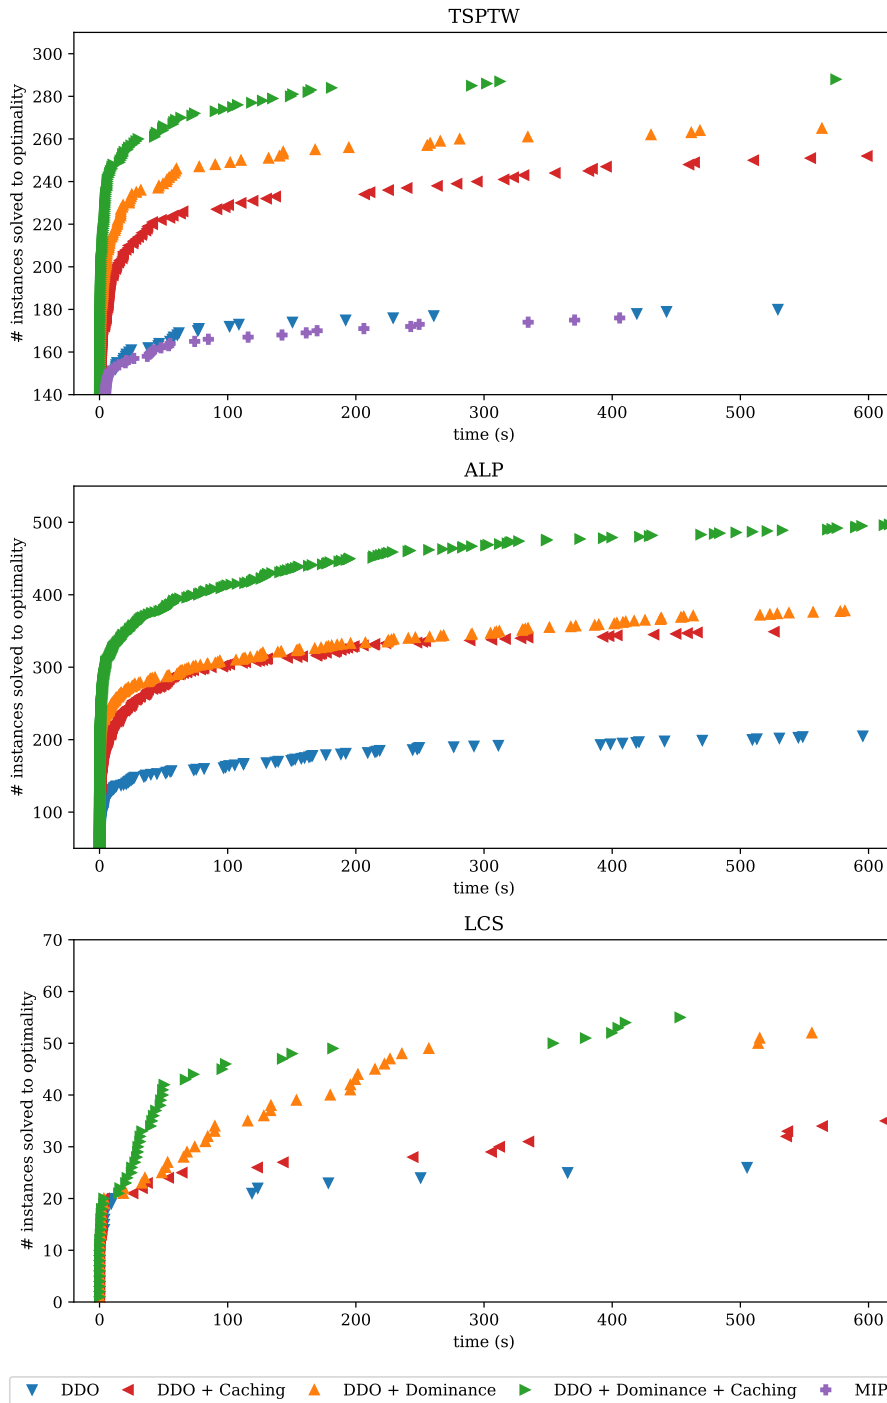 TSPTW
300
280
260
240
220
200
180
160
140
# instances solved to optimality
0 100 200 300 400 500 600
time (s)
ALP
500
400
300
200
100
# instances solved to optimality
0 100 200 300 400 500 600
time (s)
LCS
70
60
50
40
30
20
10
0
# instances solved to optimality
0 100 200 300 400 500 600
time (s)
DDO DDO + Caching DDO + Dominance DDO + Dominance + Caching MIP